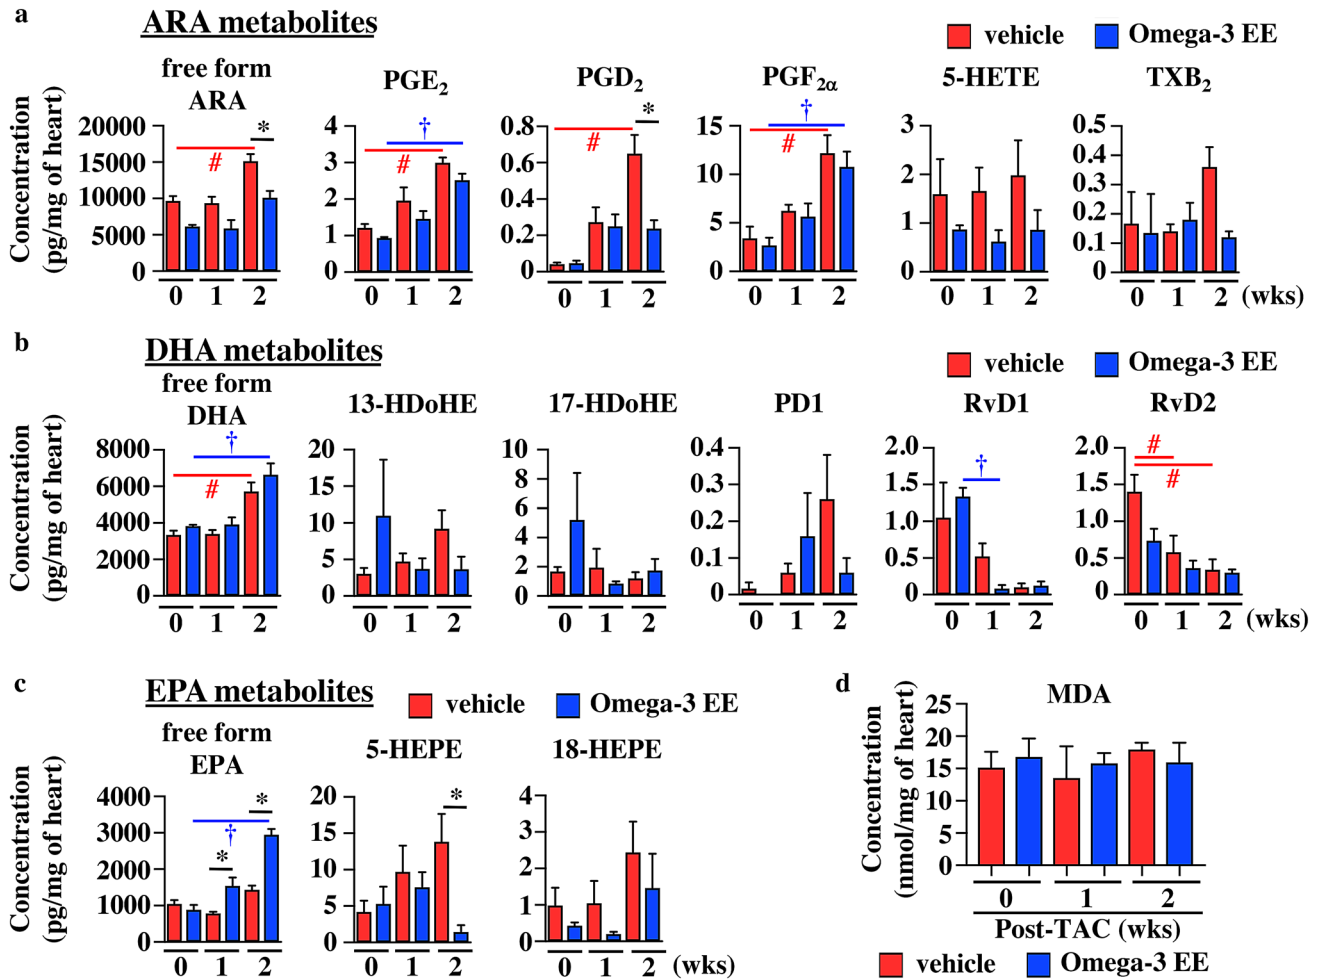 a
ARA metabolites
vehicle
Omega-3 EE
free form
ARA
PGE2
PGD2
PGF2α
5-HETE
TXB2
Concentration
(pg/mg of heart)
20000
15000
10000
5000
0
#
*
0 1 2
4
3
2
1
0
#
†
0 1 2
0.8
0.6
0.4
0.2
0
#
*
0 1 2
15
10
5
0
#
†
0 1 2
3
2
1
0
0 1 2
0.5
0.4
0.3
0.2
0.1
0
0 1 2 (wks)
b
DHA metabolites
vehicle
Omega-3 EE
free form
DHA
13-HDoHE
17-HDoHE
PD1
RvD1
RvD2
Concentration
(pg/mg of heart)
8000
6000
4000
2000
0
†
#
0 1 2
20
15
10
5
0
0 1 2
10
8
6
4
2
0
0 1 2
0.4
0.3
0.2
0.1
0
0 1 2
2.0
1.5
1.0
0.5
0
†
0 1 2
2.0
1.5
1.0
0.5
0
#
#
0 1 2 (wks)
c
EPA metabolites
vehicle
Omega-3 EE
free form
EPA
5-HEPE
18-HEPE
Concentration
(pg/mg of heart)
4000
3000
2000
1000
0
*
†
*
0 1 2
20
15
10
5
0
*
0 1 2
4
3
2
1
0
0 1 2 (wks)
d
MDA
Concentration
(nmol/mg of heart)
25
20
15
10
5
0
0 1 2
Post-TAC (wks)
vehicle
Omega-3 EE